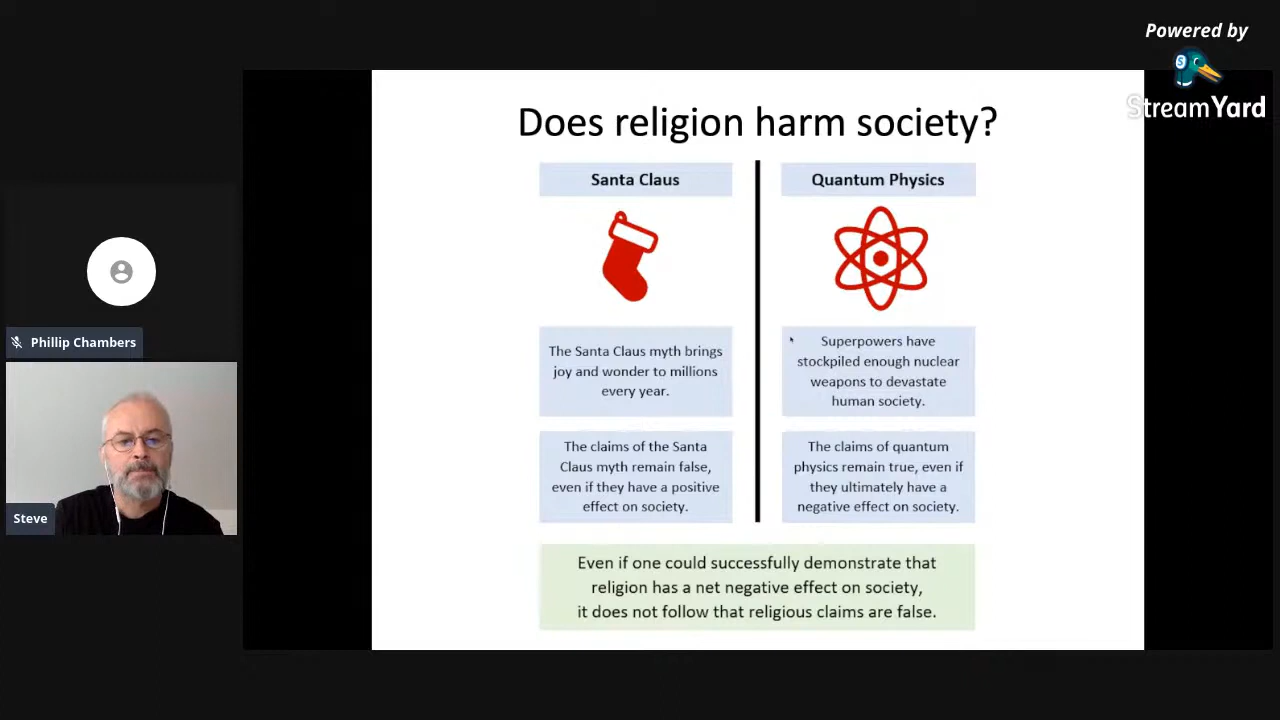 Powered by
StreamYard
Does religion harm society?
Santa Claus
Quantum Physics
The Santa Claus myth brings
joy and wonder to millions
every year.
Superpowers have
stockpiled enough nuclear
weapons to devastate
human society.
The claims of the Santa
Claus myth remain false,
even if they have a positive
effect on society.
The claims of quantum
physics remain true, even if
they ultimately have a
negative effect on society.
Even if one could successfully demonstrate that
religion has a net negative effect on society,
it does not follow that religious claims are false.
Phillip Chambers
Steve